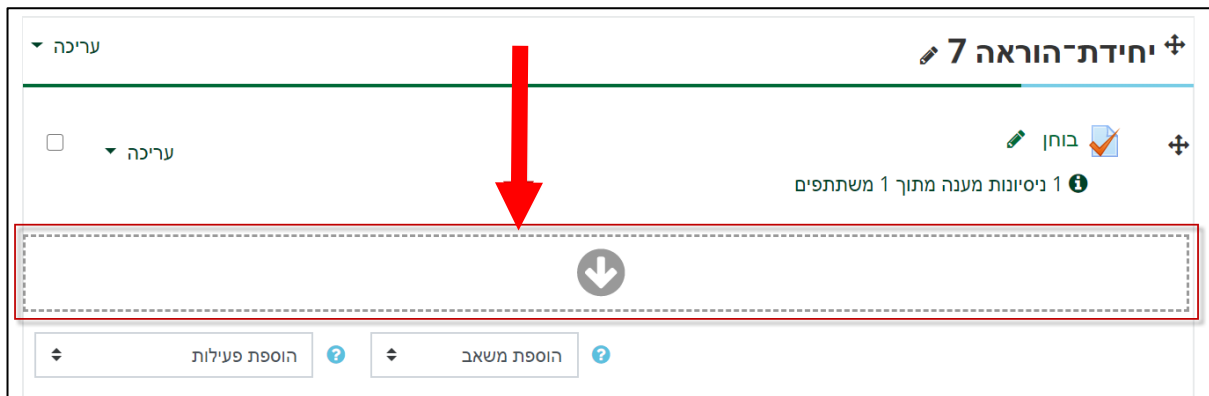 יחידת־הוראה 7
עריכה
בוחן
עריכה
1 ניסיונות מענה מתוך 1 משתתפים
הוספת משאב
הוספת פעילות